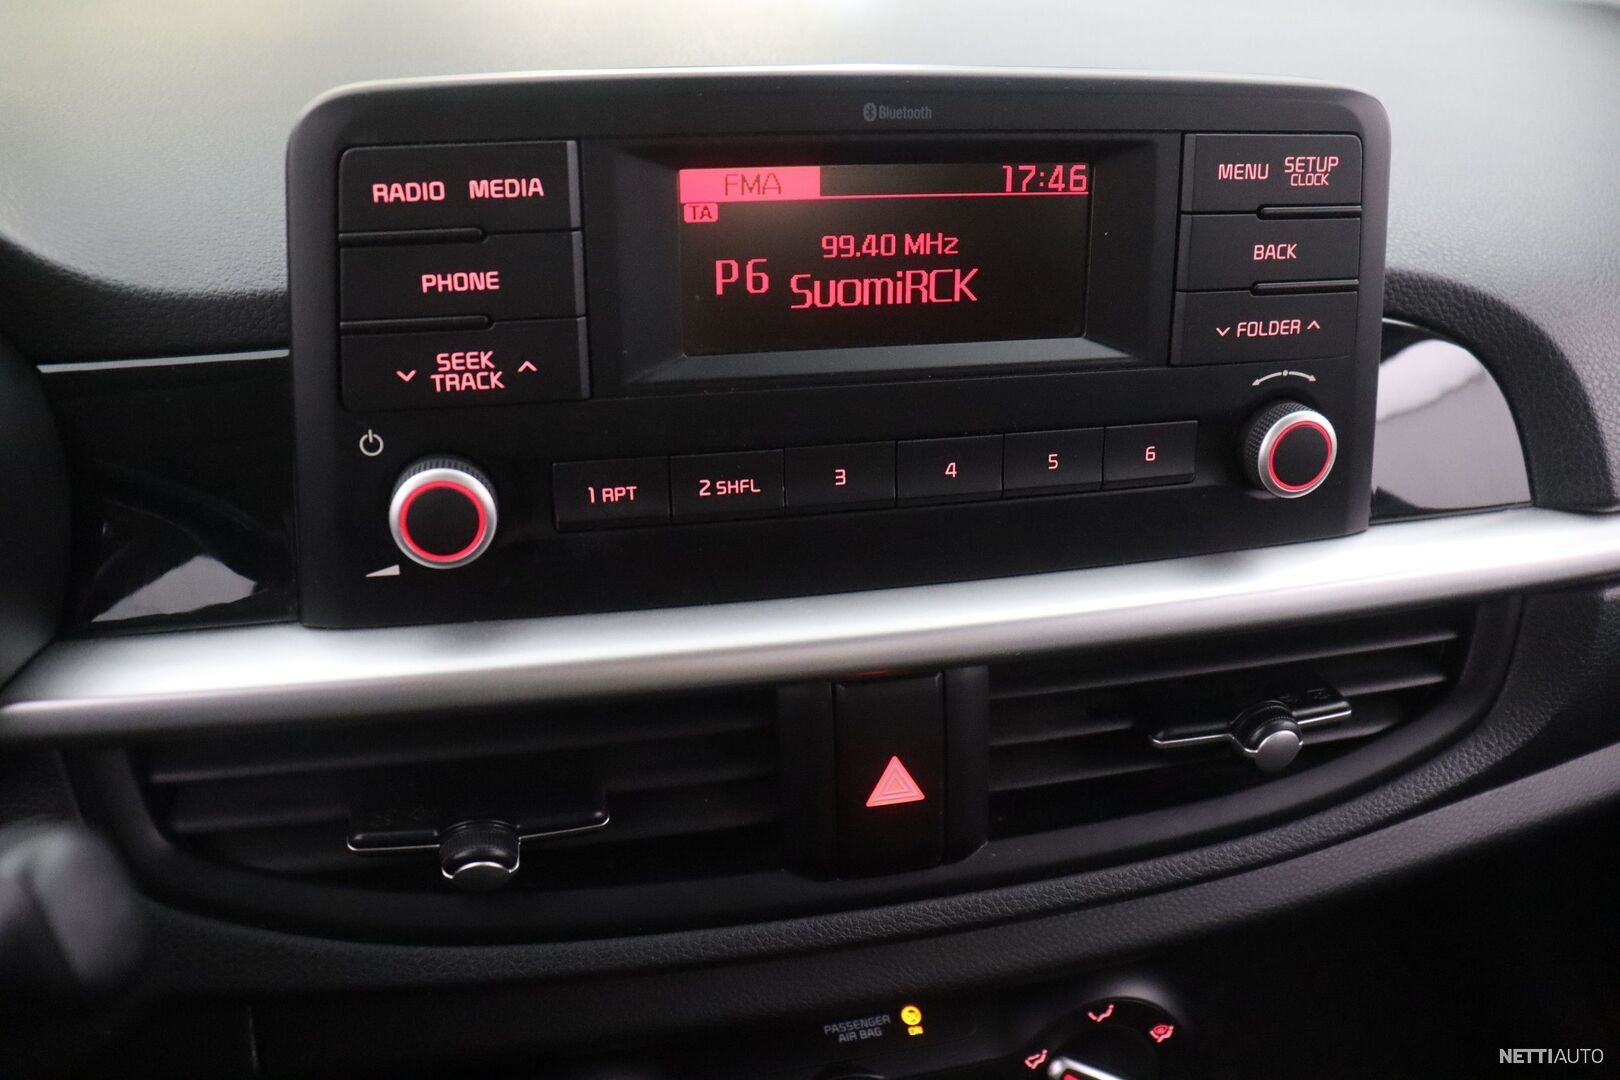 Bluetooth
RADIO MEDIA
PHONE
SEEK
TRACK
FMA 17:46
TA
99.40 MHz
P6 SuomiRCK
MENU SETUP
CLOCK
BACK
FOLDER
1 RPT 2 SHFL 3 4 5 6
PASSENGER
AIR BAG
ON
NETTIAUTO